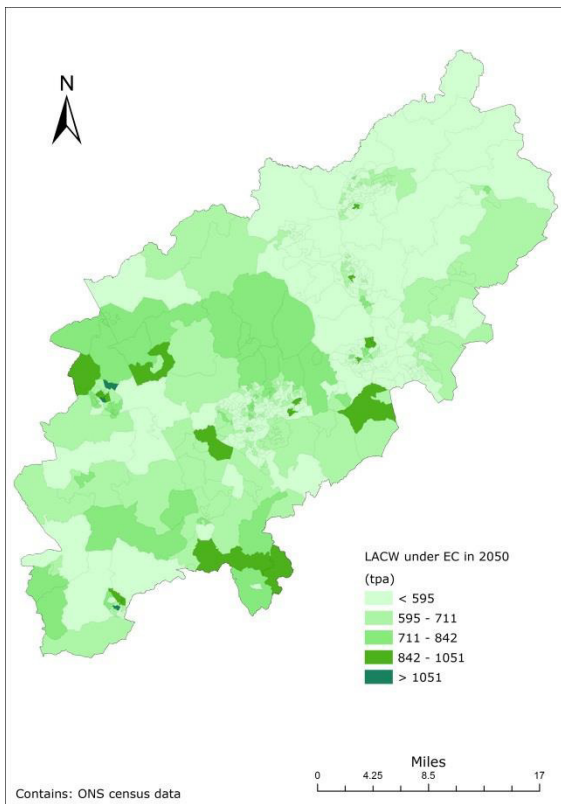 N
LACW under EC in 2050
(tpa)
< 595
595 - 711
711 - 842
842 - 1051
> 1051
Miles
0 4.25 8.5 17
Contains: ONS census data